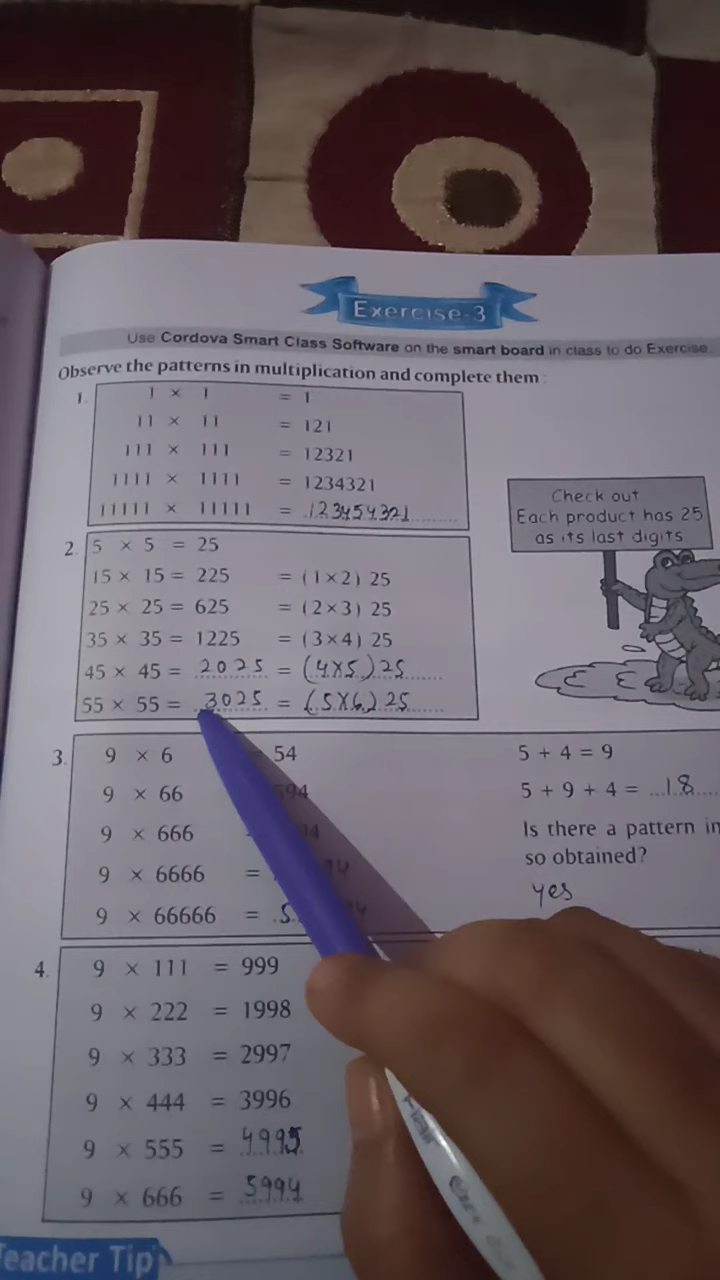 Exercise-3
Use Cordova Smart Class Software on the smart board in class to do Exercise.
Observe the patterns in multiplication and complete them :
1. 1 × 1 = 1
11 × 11 = 121
111 × 111 = 12321
1111 × 1111 = 1234321
11111 × 11111 = 123454321
Check out
Each product has 25
as its last digits
2. 5 × 5 = 25
15 × 15 = 225 = (1×2) 25
25 × 25 = 625 = (2×3) 25
35 × 35 = 1225 = (3×4) 25
45 × 45 = 2025 = (4×5) 25
55 × 55 = 3025 = (5×6) 25
3. 9 × 6 = 54 5 + 4 = 9
9 × 66 594 5 + 9 + 4 = 18
9 × 666
9 × 6666 =
9 × 66666 = 5
Is there a pattern in
so obtained?
yes
4. 9 × 111 = 999
9 × 222 = 1998
9 × 333 = 2997
9 × 444 = 3996
9 × 555 = 4995
9 × 666 = 5994
Teacher Tip